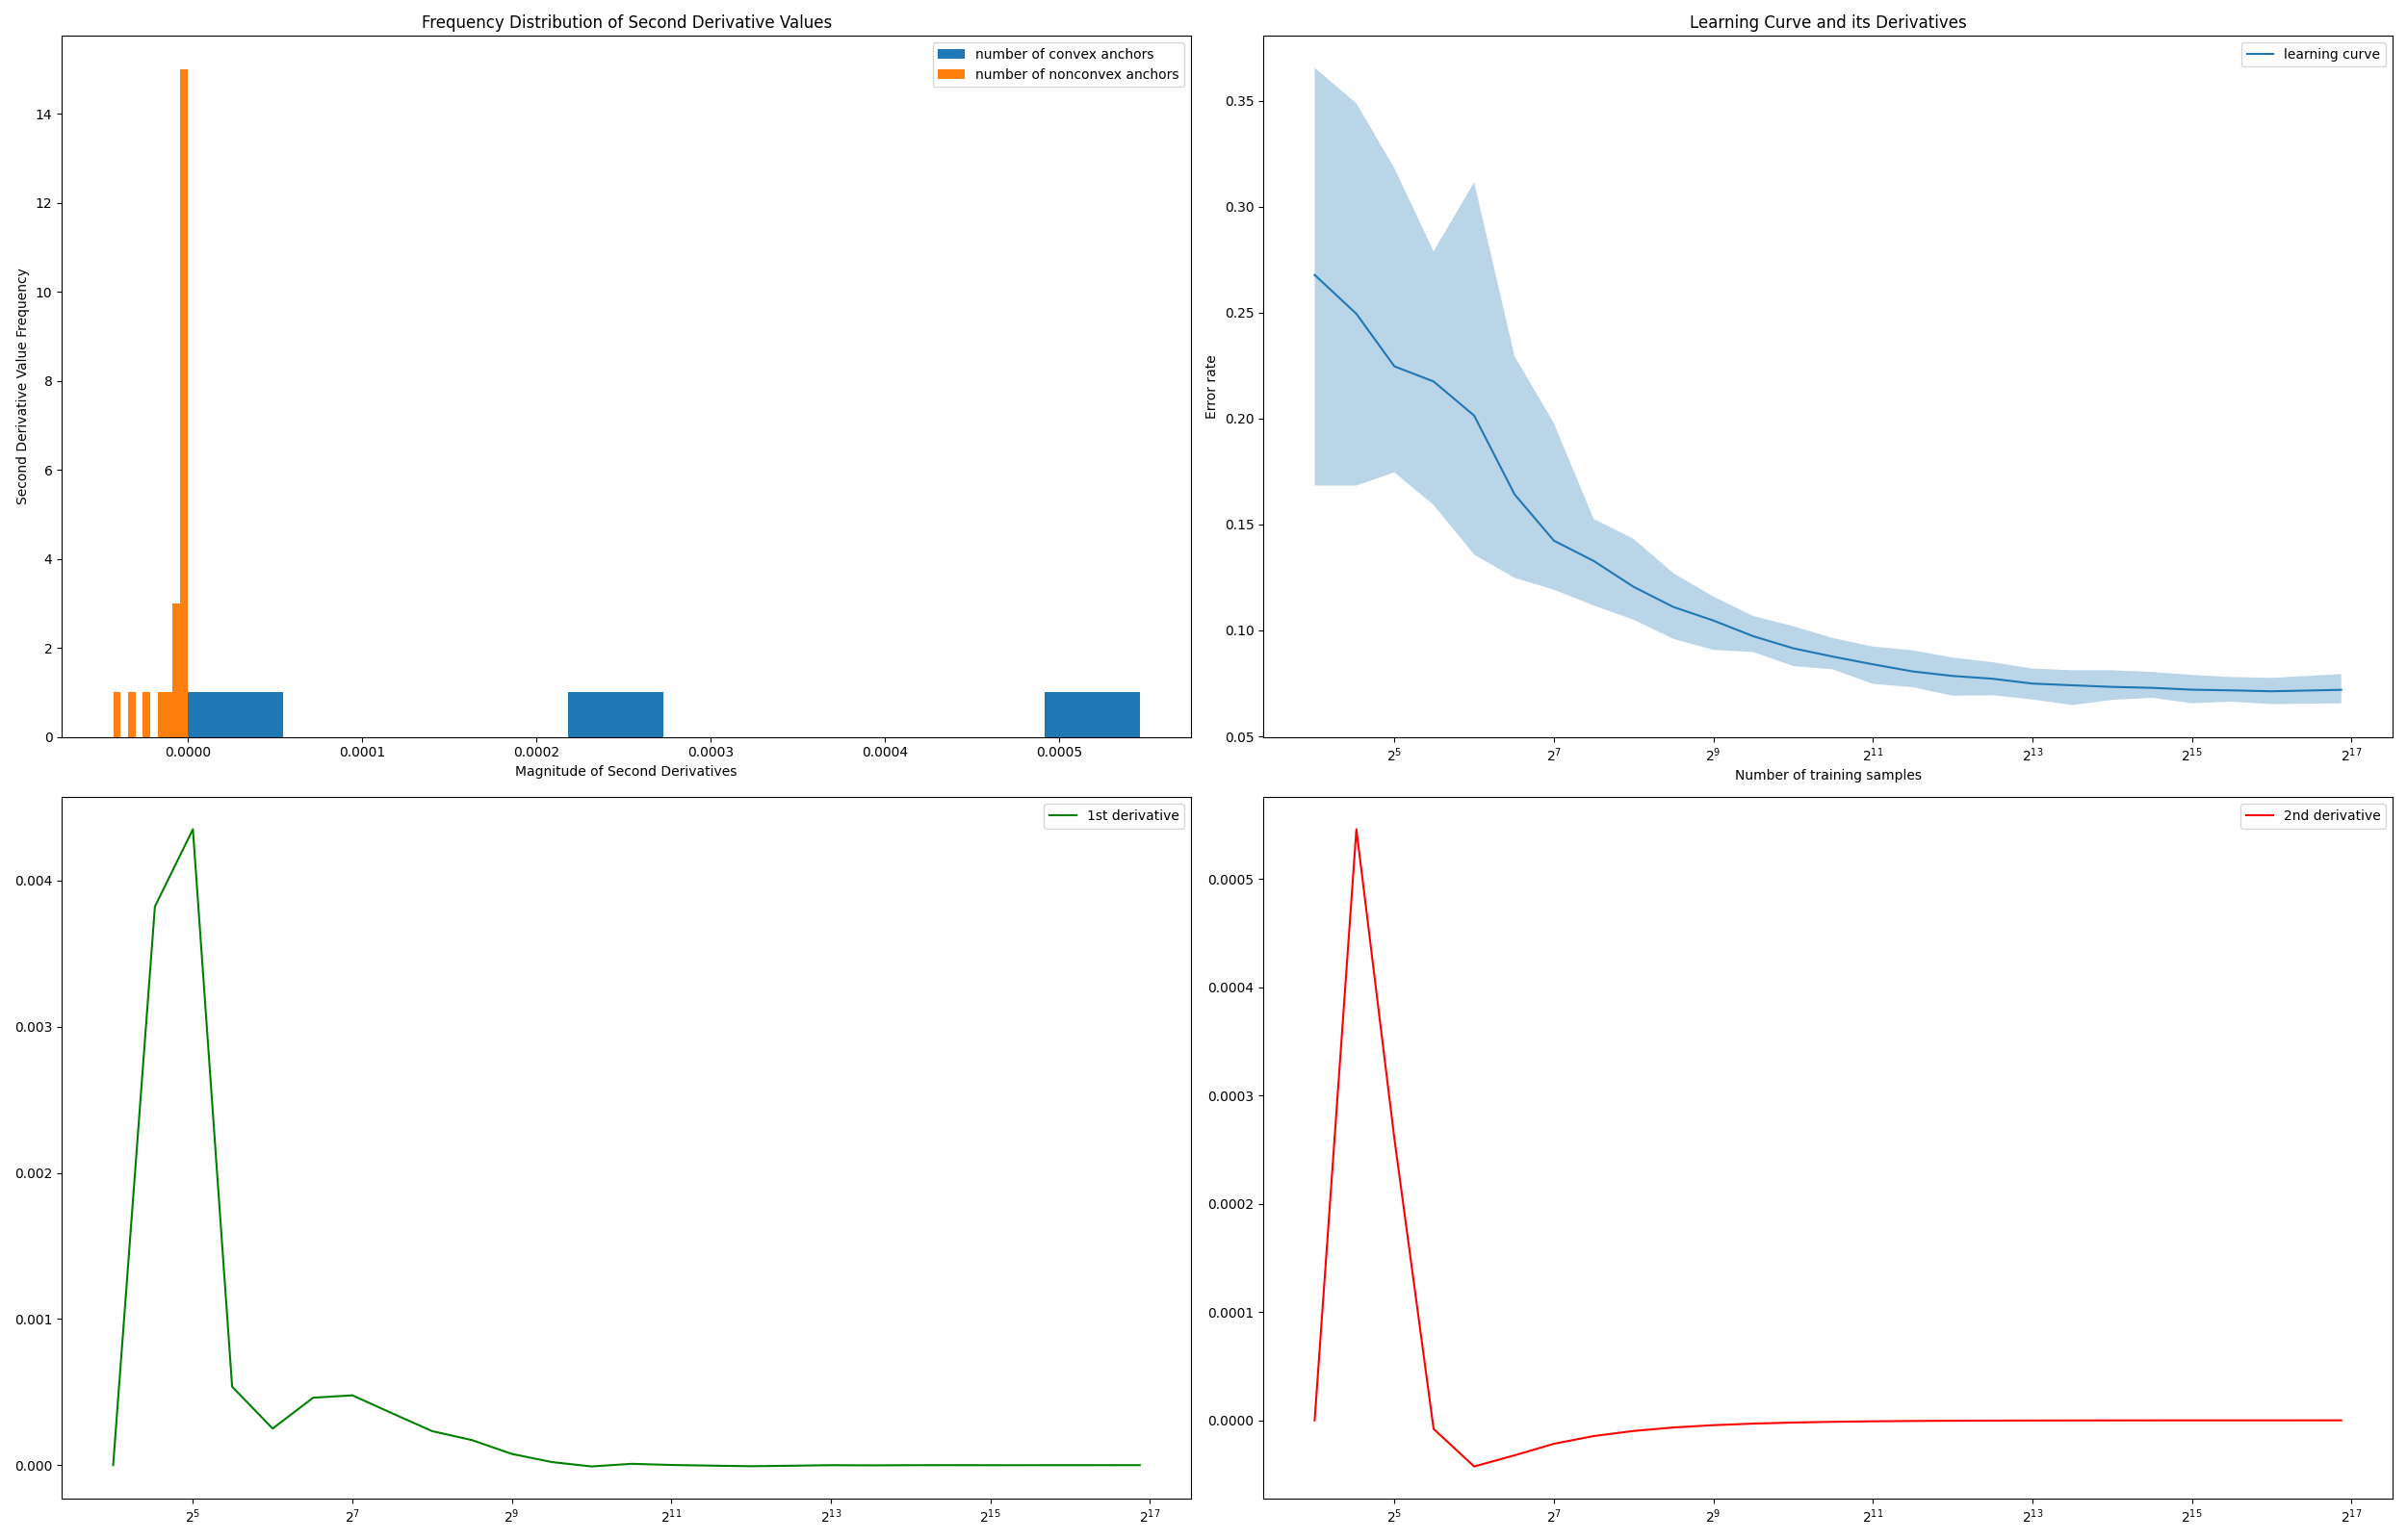 Frequency Distribution of Second Derivative Values
number of convex anchors
number of nonconvex anchors
Second Derivative Value Frequency
14
12
10
8
6
4
2
0
0.0000 0.0001 0.0002 0.0003 0.0004 0.0005
Magnitude of Second Derivatives
Learning Curve and its Derivatives
learning curve
Error rate
0.35
0.30
0.25
0.20
0.15
0.10
0.05
2^5 2^7 2^9 2^11 2^13 2^15 2^17
Number of training samples
1st derivative
0.004
0.003
0.002
0.001
0.000
2^5 2^7 2^9 2^11 2^13 2^15 2^17
2nd derivative
0.0005
0.0004
0.0003
0.0002
0.0001
0.0000
2^5 2^7 2^9 2^11 2^13 2^15 2^17